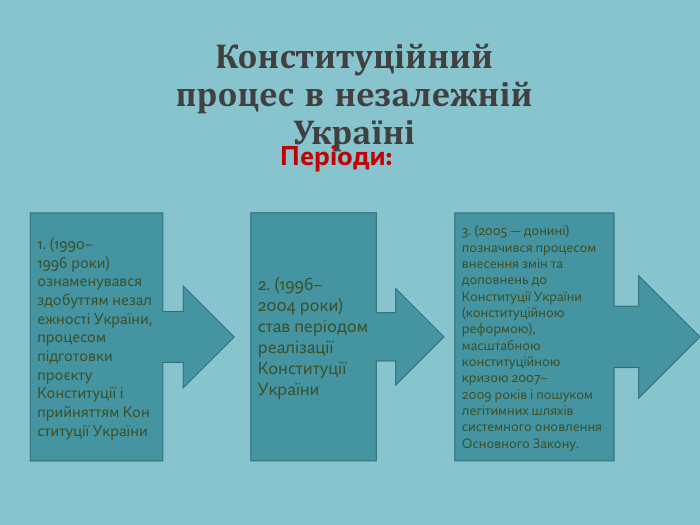 Конституційний
процес в незалежній
Україні
Періоди:
1. (1990–
1996 роки)
ознаменувався
здобуттям незал
ежності України,
процесом
підготовки
проєкту
Конституції і
прийняттям Кон
ституції України
2. (1996–
2004 роки)
став періодом
реалізації
Конституції
України
3. (2005 — донині)
позначився процесом
внесення змін та
доповнень до
Конституції України
(конституційною
реформою),
масштабною
конституційною
кризою 2007–
2009 років і пошуком
легітимних шляхів
системного оновлення
Основного Закону.